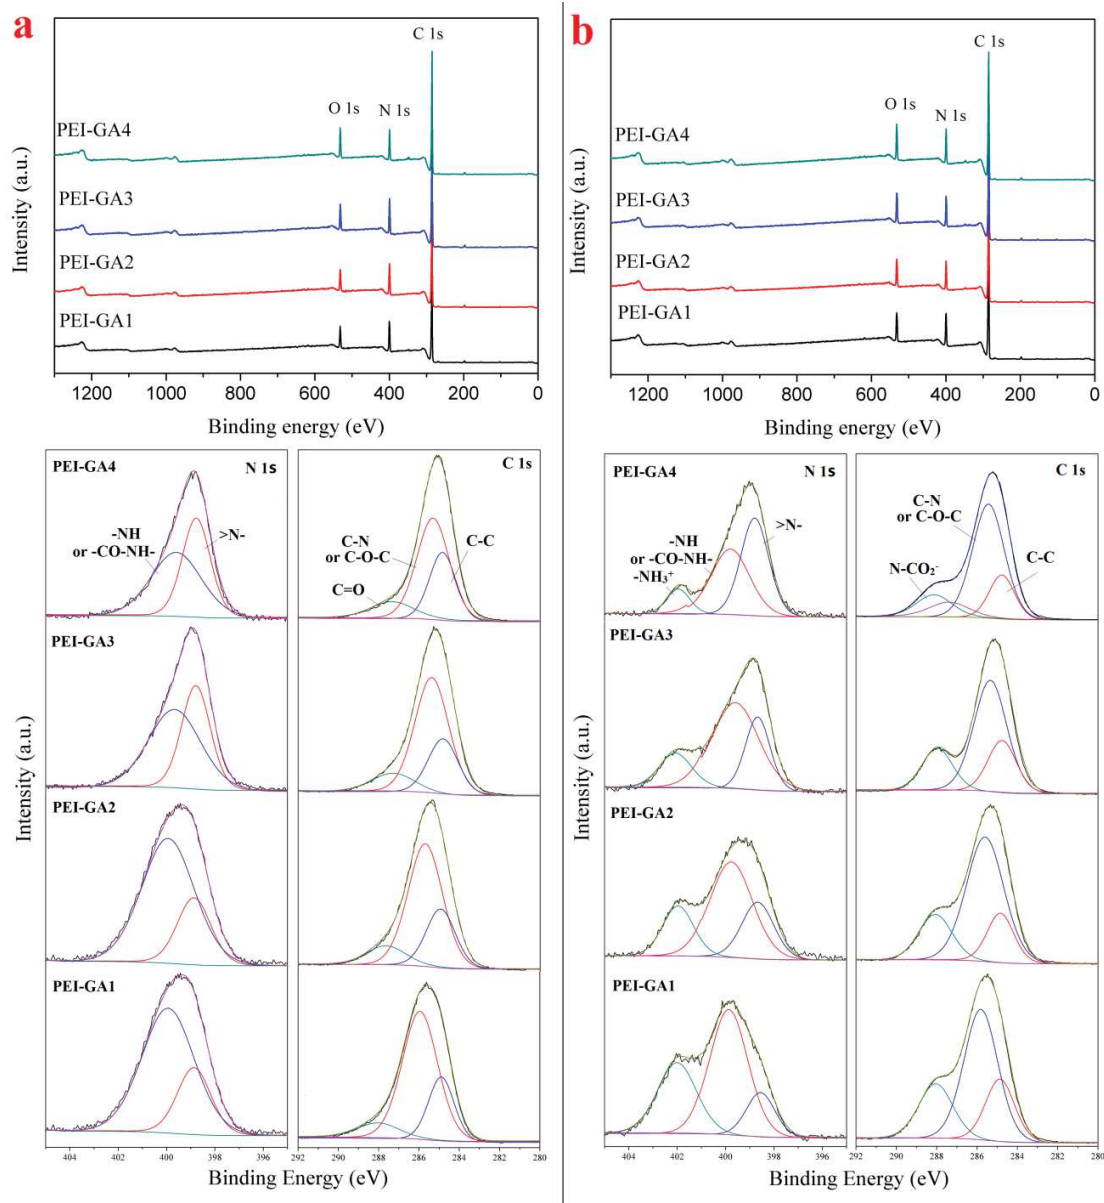 a
C 1s
O 1s
N 1s
PEI-GA4
PEI-GA3
PEI-GA2
PEI-GA1
Intensity (a.u.)
1200
1000
800
600
400
200
0
Binding energy (eV)
PEI-GA4
N 1s
-NH
or -CO-NH-
>N-
C 1s
C-N
or C-O-C
C-C
C=O
PEI-GA3
PEI-GA2
PEI-GA1
Intensity (a.u.)
404
402
400
398
396
292
290
288
286
284
282
280
Binding Energy (eV)
b
C 1s
O 1s
N 1s
PEI-GA4
PEI-GA3
PEI-GA2
PEI-GA1
Intensity (a.u.)
1200
1000
800
600
400
200
0
Binding energy (eV)
PEI-GA4
N 1s
-NH
or -CO-NH-
-NH₃⁺
>N-
C 1s
C-N
or C-O-C
N-CO₂⁻
C-C
PEI-GA3
PEI-GA2
PEI-GA1
Intensity (a.u.)
404
402
400
398
396
292
290
288
286
284
282
280
Binding Energy (eV)